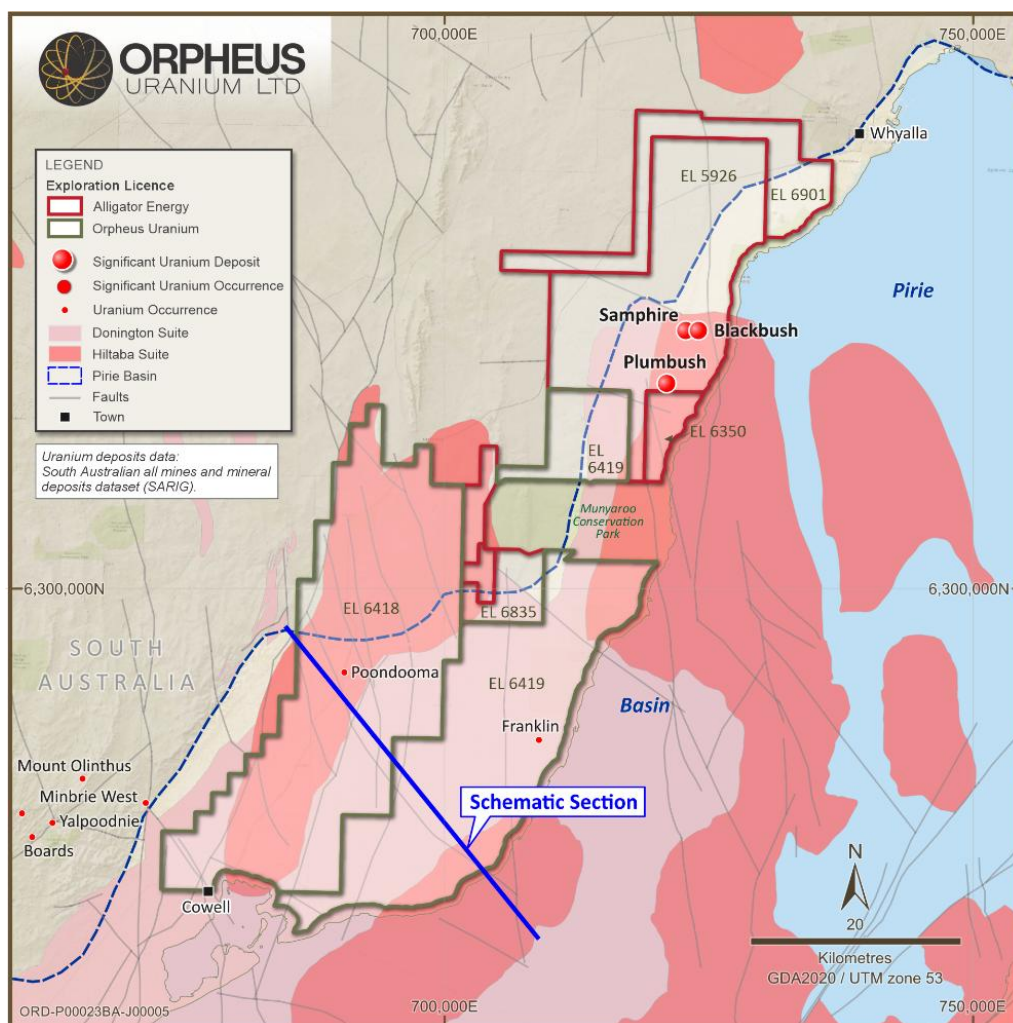 700,000E
750,000E
ORPHEUS
URANIUM LTD
Whyalla
LEGEND
Exploration Licence
Alligator Energy
Orpheus Uranium
Significant Uranium Deposit
Significant Uranium Occurrence
Uranium Occurrence
Donington Suite
Hiltaba Suite
Pirie Basin
Faults
Town
Uranium deposits data:
South Australian all mines and mineral
deposits dataset (SARIG).
EL 5926
EL 6901
Pirie
Samphire
Blackbush
Plumbush
EL 6350
EL
6419
Munyaroo
Conservation
Park
6,300,000N
6,300,000N
EL 6418
EL 6835
SOUTH
AUSTRALIA
Poondooma
EL 6419
Basin
Franklin
Mount Olinthus
Minbrie West
Yalpoodnie
Boards
Schematic Section
Cowell
N
20
Kilometres
GDA2020 / UTM zone 53
ORD-P00023BA-J00005
700,000E
750,000E